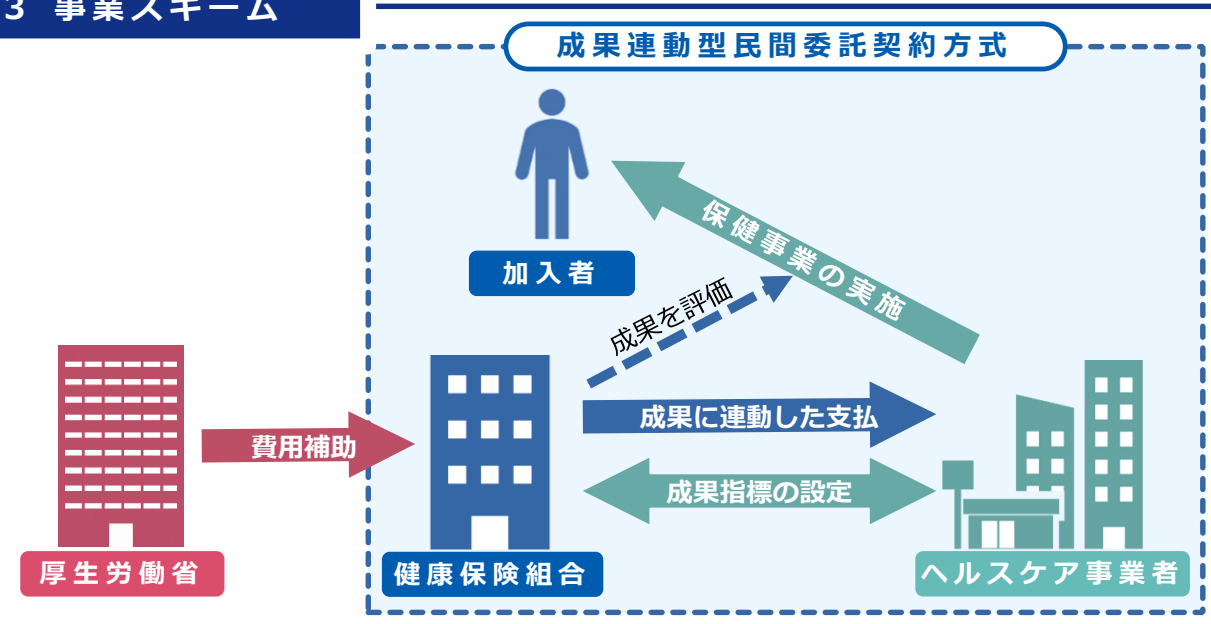 3 事業スキーム
成果連動型民間委託契約方式
加入者
保健事業の実施
成果を評価
成果に連動した支払
費用補助
成果指標の設定
厚生労働省
健康保険組合
ヘルスケア事業者